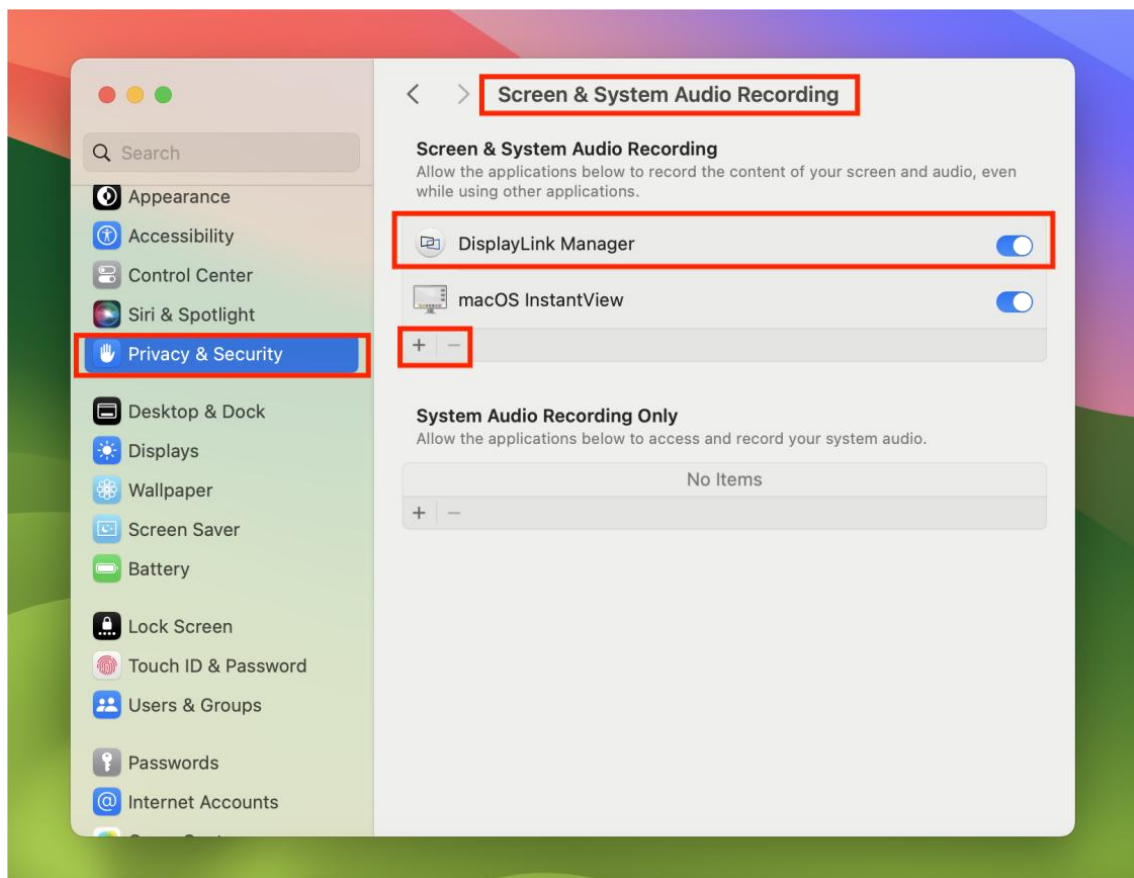 Screen & System Audio Recording
Search
Appearance
Accessibility
Control Center
Siri & Spotlight
Privacy & Security
Desktop & Dock
Displays
Wallpaper
Screen Saver
Battery
Lock Screen
Touch ID & Password
Users & Groups
Passwords
Internet Accounts
Screen & System Audio Recording
Allow the applications below to record the content of your screen and audio, even
while using other applications.
DisplayLink Manager
macOS InstantView
+ −
System Audio Recording Only
Allow the applications below to access and record your system audio.
No Items
+ −